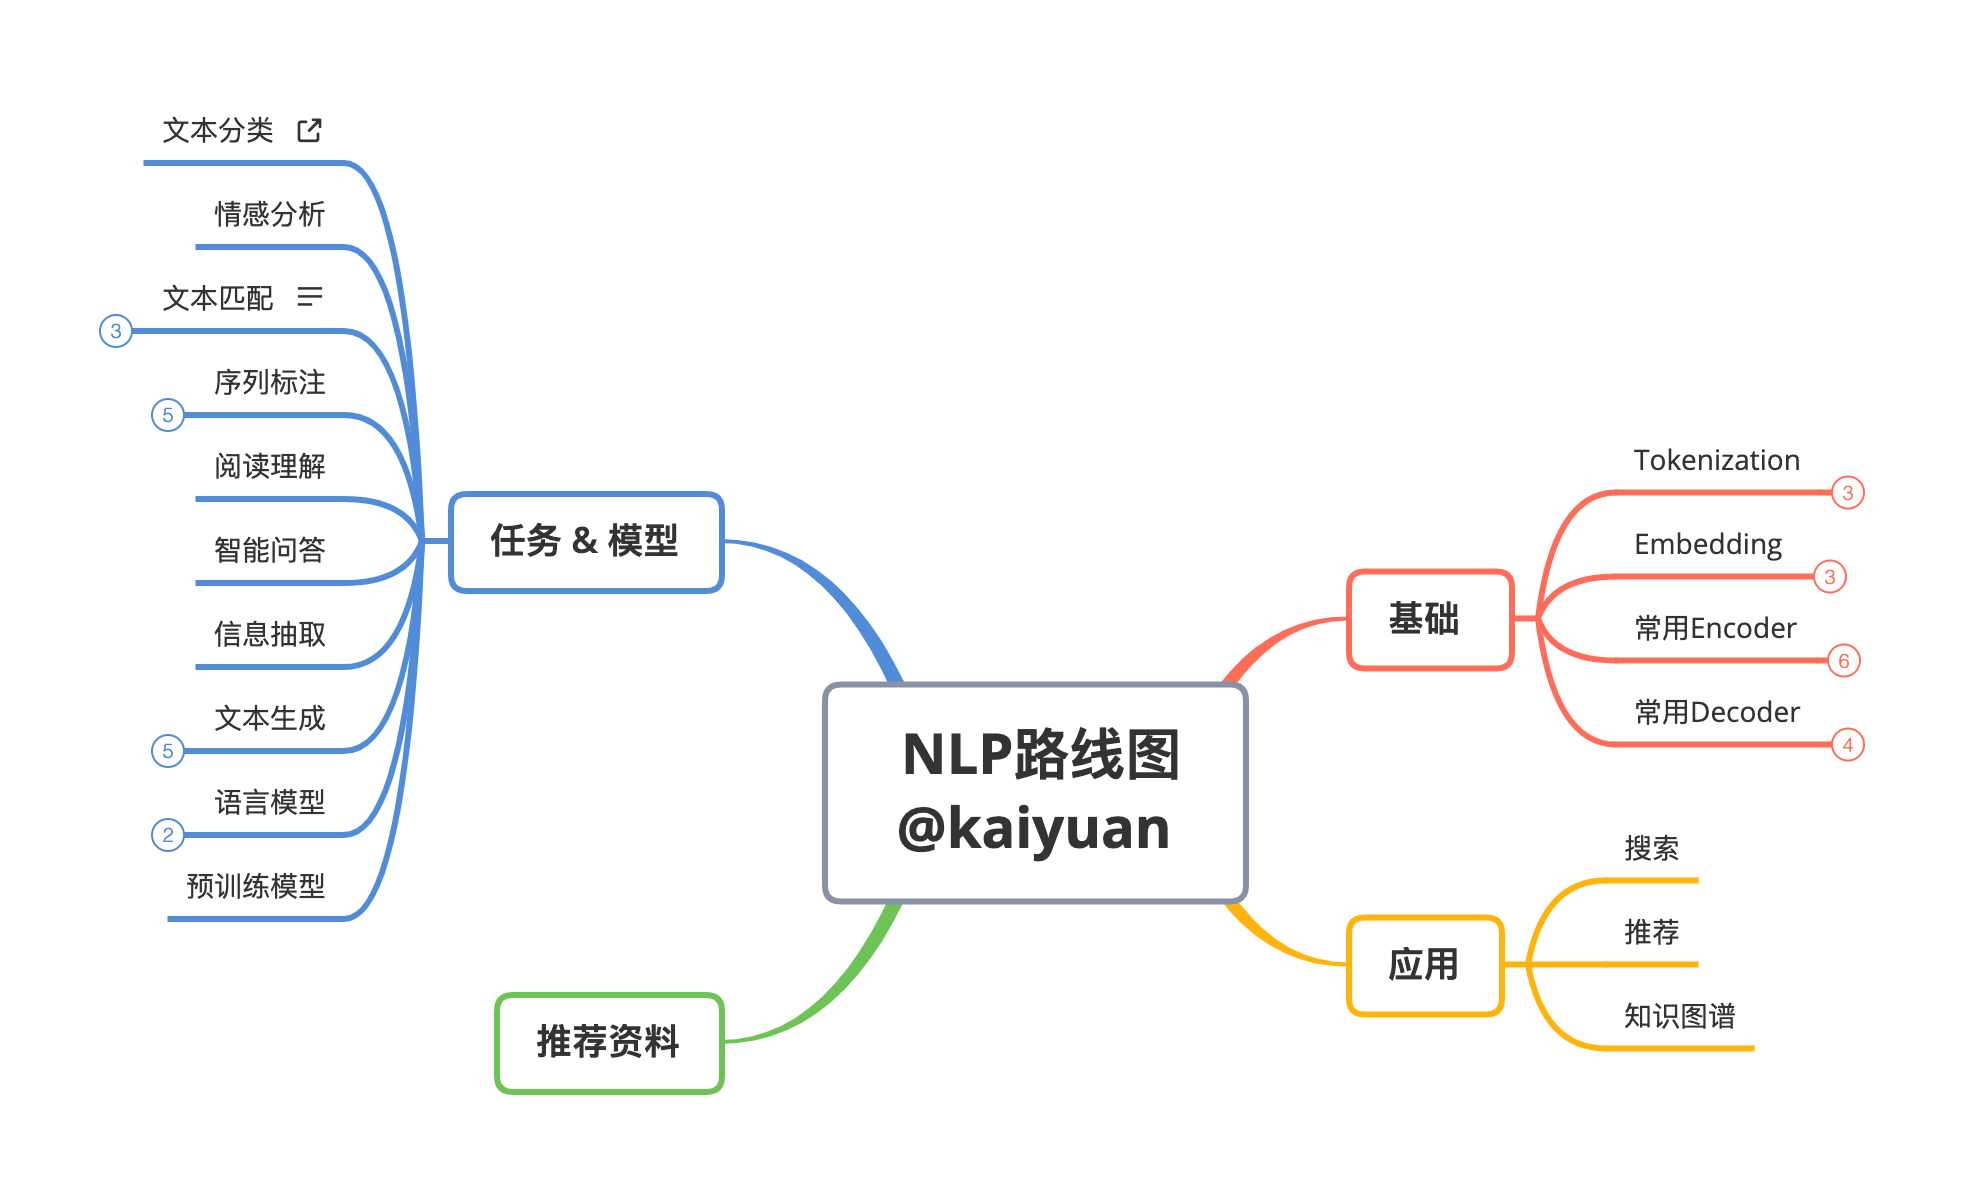 文本分类
情感分析
文本匹配
3
序列标注
5
阅读理解
智能问答
信息抽取
文本生成
5
语言模型
2
预训练模型
任务 & 模型
推荐资料
NLP路线图
@kaiyuan
基础
Tokenization
3
Embedding
3
常用Encoder
6
常用Decoder
4
应用
搜索
推荐
知识图谱